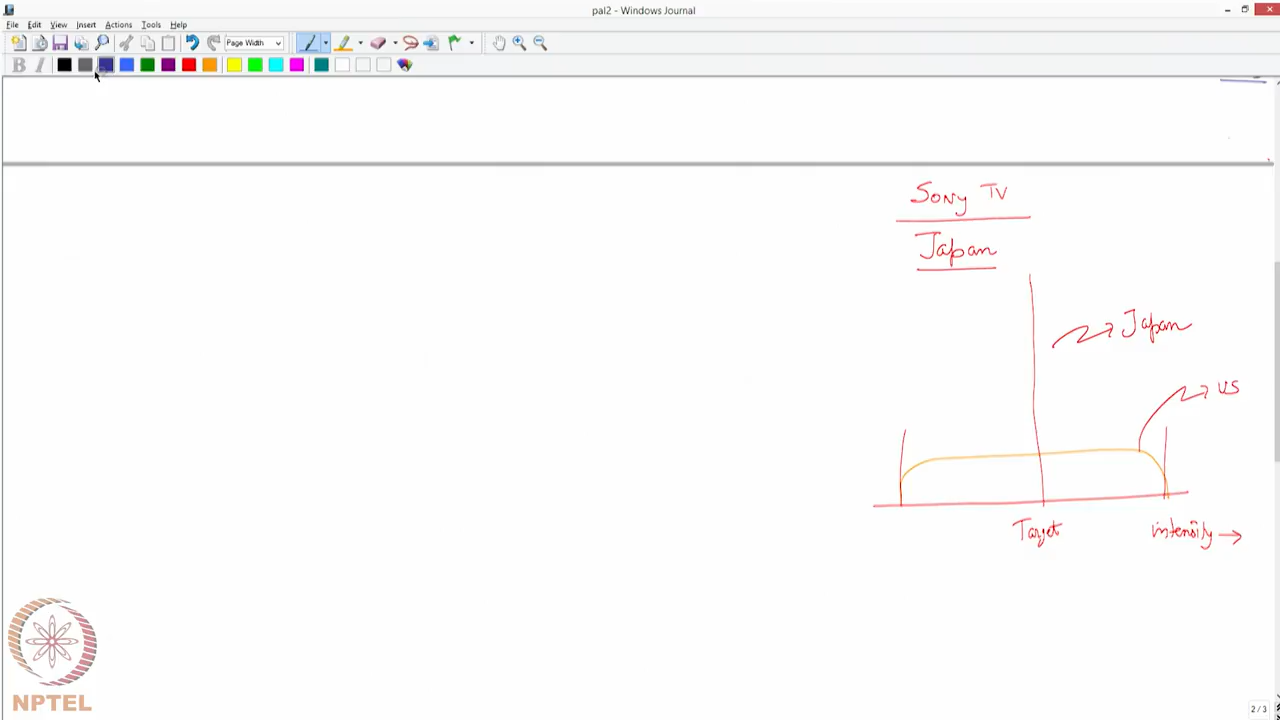 pal2 - Windows Journal
File Edit View Insert Actions Tools Help
Page Width
B I
Sony TV
Japan
Japan
US
Target
intensity
NPTEL
2 / 3